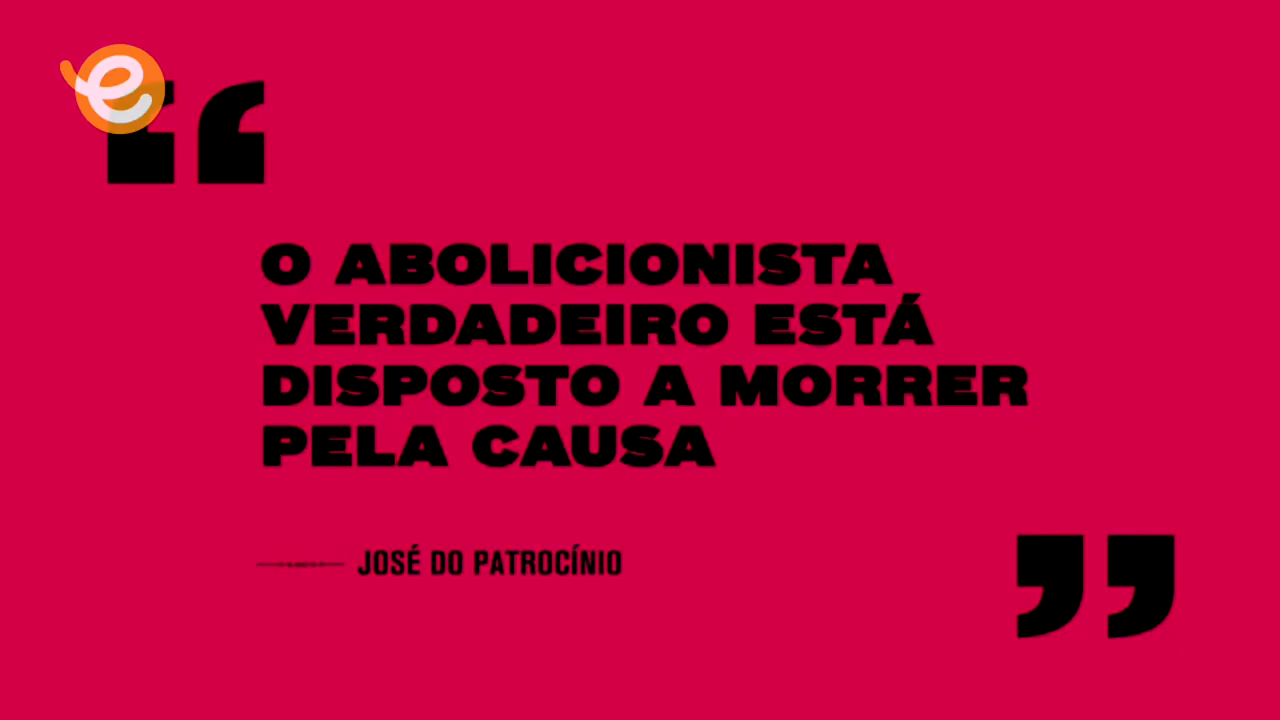 “
O ABOLICIONISTA
VERDADEIRO ESTÁ
DISPOSTO A MORRER
PELA CAUSA
JOSÉ DO PATROCÍNIO
”